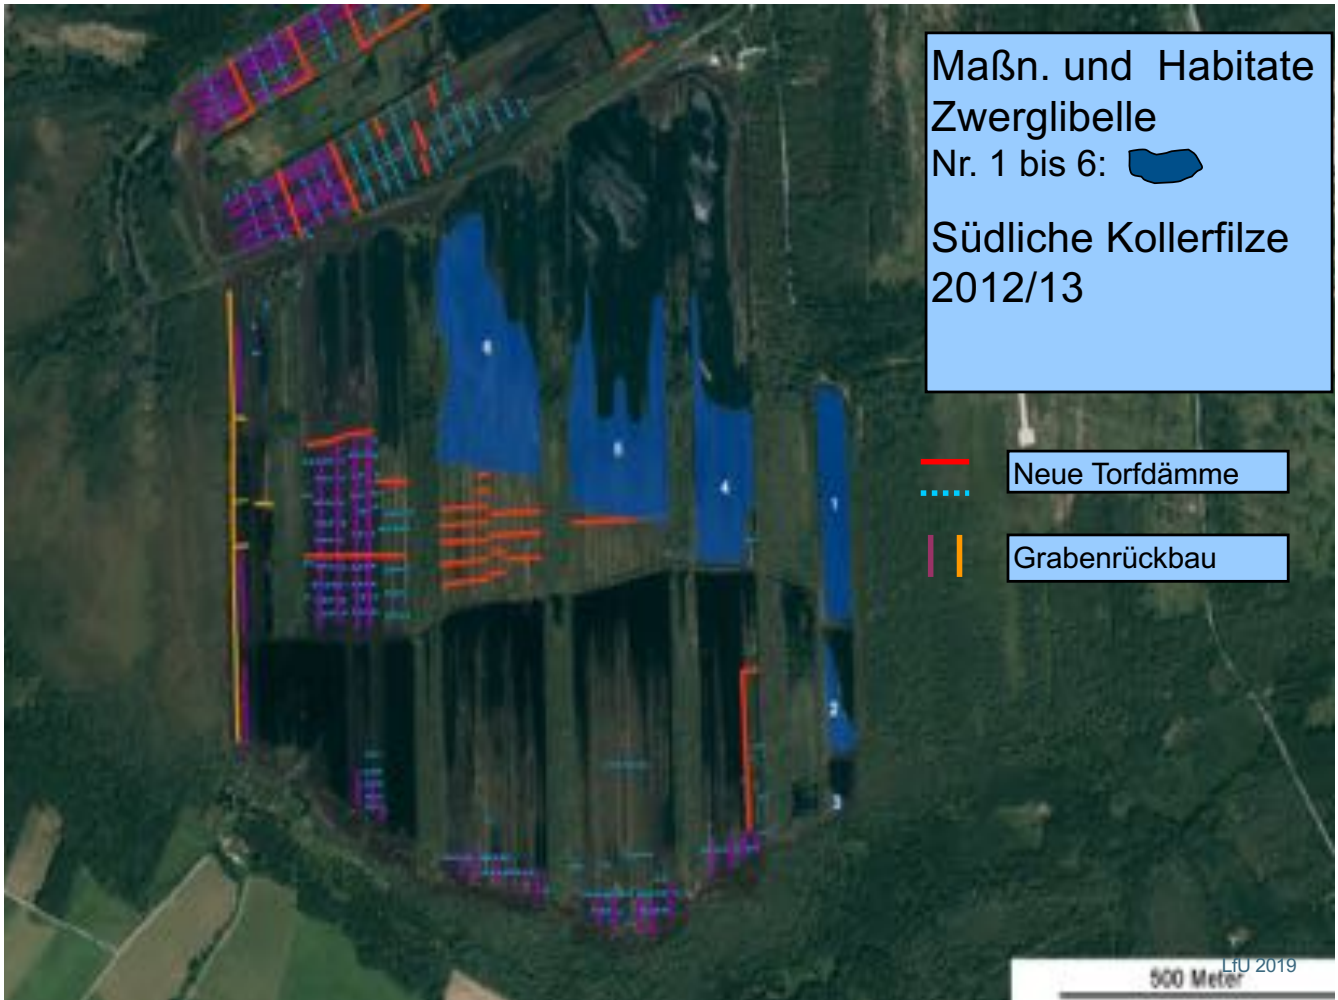 Maßn. und Habitate
Zwerglibelle
Nr. 1 bis 6:
Südliche Kollerfilze
2012/13
Neue Torfdämme
Grabenrückbau
6
5
4
1
2
3
LfU 2019
500 Meter